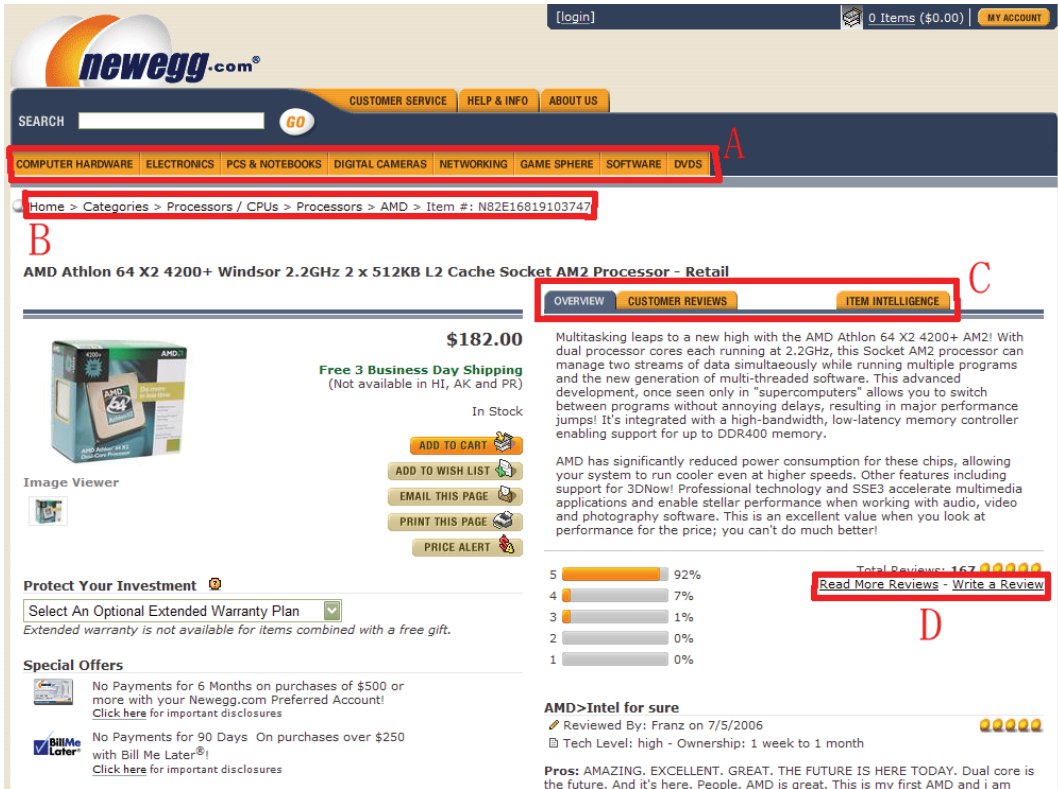 [login]
0 Items ($0.00)
MY ACCOUNT
newegg.com®
CUSTOMER SERVICE
HELP & INFO
ABOUT US
SEARCH
GO
COMPUTER HARDWARE
ELECTRONICS
PCS & NOTEBOOKS
DIGITAL CAMERAS
NETWORKING
GAME SPHERE
SOFTWARE
DVDS
A
Home > Categories > Processors / CPUs > Processors > AMD > Item #: N82E16819103747
B
AMD Athlon 64 X2 4200+ Windsor 2.2GHz 2 x 512KB L2 Cache Socket AM2 Processor - Retail
C
OVERVIEW
CUSTOMER REVIEWS
ITEM INTELLIGENCE
4200+
AMD
AMD
64
$182.00
Free 3 Business Day Shipping
(Not available in HI, AK and PR)
In Stock
ADD TO CART
ADD TO WISH LIST
EMAIL THIS PAGE
PRINT THIS PAGE
PRICE ALERT
Image Viewer
Multitasking leaps to a new high with the AMD Athlon 64 X2 4200+ AM2! With
dual processor cores each running at 2.2GHz, this Socket AM2 processor can
manage two streams of data simultaeously while running multiple programs
and the new generation of multi-threaded software. This advanced
development, once seen only in "supercomputers" allows you to switch
between programs without annoying delays, resulting in major performance
jumps! It's integrated with a high-bandwidth, low-latency memory controller
enabling support for up to DDR400 memory.
AMD has significantly reduced power consumption for these chips, allowing
your system to run cooler even at higher speeds. Other features including
support for 3DNow! Professional technology and SSE3 accelerate multimedia
applications and enable stellar performance when working with audio, video
and photography software. This is an excellent value when you look at
performance for the price; you can't do much better!
Protect Your Investment
Select An Optional Extended Warranty Plan
Extended warranty is not available for items combined with a free gift.
Special Offers
No Payments for 6 Months on purchases of $500 or
more with your Newegg.com Preferred Account!
Click here for important disclosures
BillMe
Later®
No Payments for 90 Days On purchases over $250
with Bill Me Later®!
Click here for important disclosures
5 92%
4 7%
3 1%
2 0%
1 0%
Total Reviews: 167
Read More Reviews - Write a Review
D
AMD>Intel for sure
Reviewed By: Franz on 7/5/2006
Tech Level: high - Ownership: 1 week to 1 month
Pros: AMAZING. EXCELLENT. GREAT. THE FUTURE IS HERE TODAY. Dual core is
the future. And it's here. People. AMD is great. This is my first AMD and i am